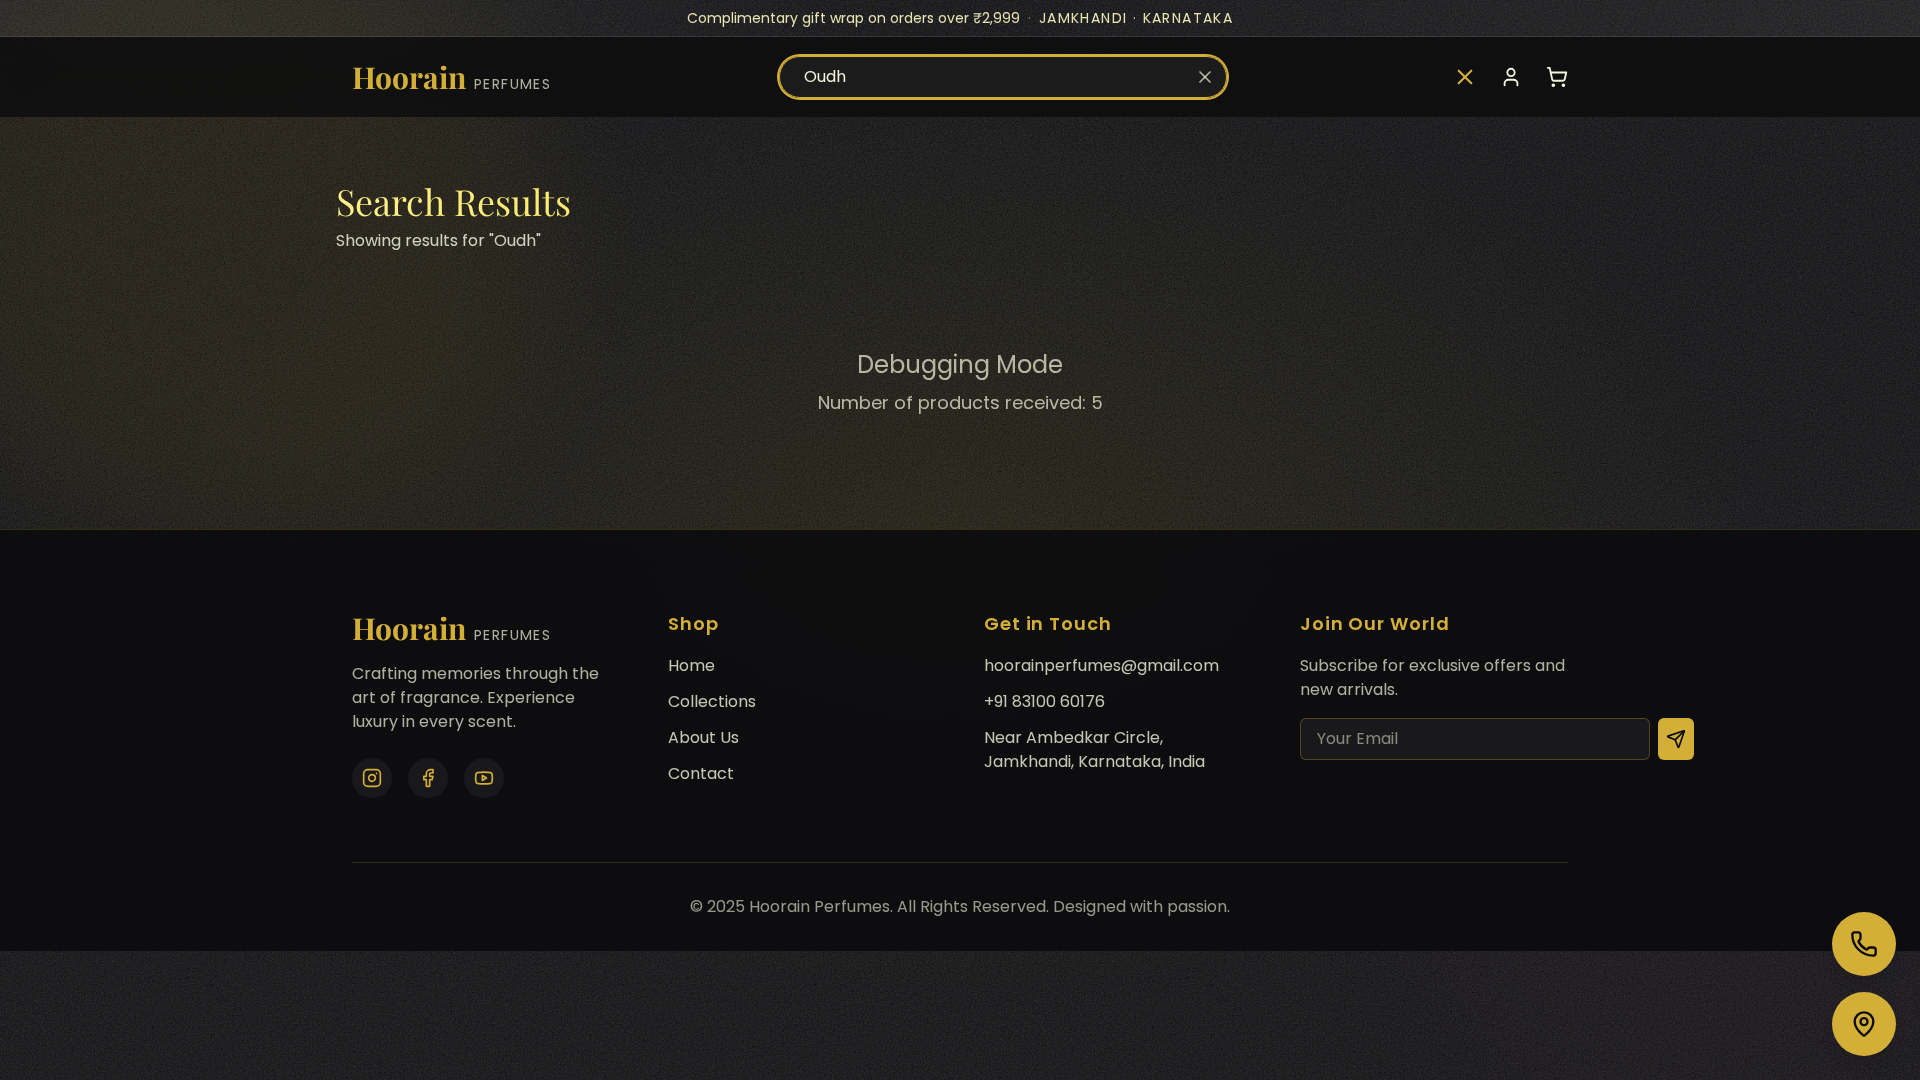 Complimentary gift wrap on orders over ₹2,999 · JAMKHANDI · KARNATAKA
Hoorain PERFUMES
Oudh
Search Results
Showing results for "Oudh"
Debugging Mode
Number of products received: 5
Hoorain PERFUMES
Crafting memories through the
art of fragrance. Experience
luxury in every scent.
Shop
Home
Collections
About Us
Contact
Get in Touch
hoorainperfumes@gmail.com
+91 83100 60176
Near Ambedkar Circle,
Jamkhandi, Karnataka, India
Join Our World
Subscribe for exclusive offers and
new arrivals.
Your Email
© 2025 Hoorain Perfumes. All Rights Reserved. Designed with passion.